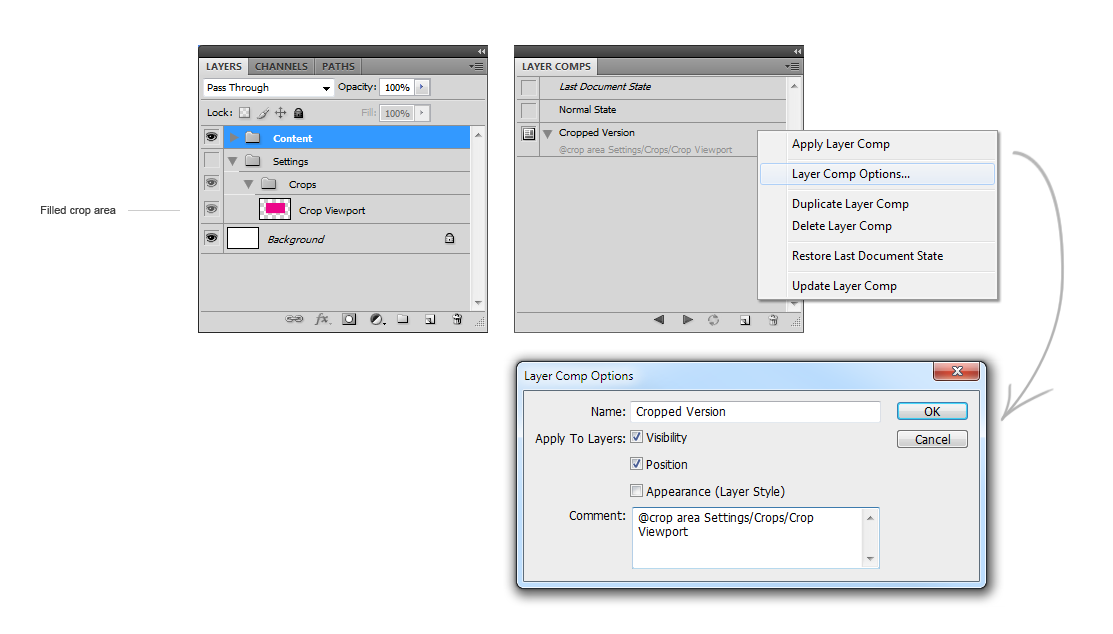 LAYERS CHANNELS PATHS
Pass Through Opacity: 100%
Lock: Fill: 100%
Content
Settings
Crops
Filled crop area
Crop Viewport
Background
fx
LAYER COMPS
Last Document State
Normal State
Cropped Version
@crop area Settings/Crops/Crop Viewport
Apply Layer Comp
Layer Comp Options...
Duplicate Layer Comp
Delete Layer Comp
Restore Last Document State
Update Layer Comp
Layer Comp Options
Name: Cropped Version OK
Apply To Layers: Visibility Cancel
Position
Appearance (Layer Style)
Comment: @crop area Settings/Crops/Crop
Viewport